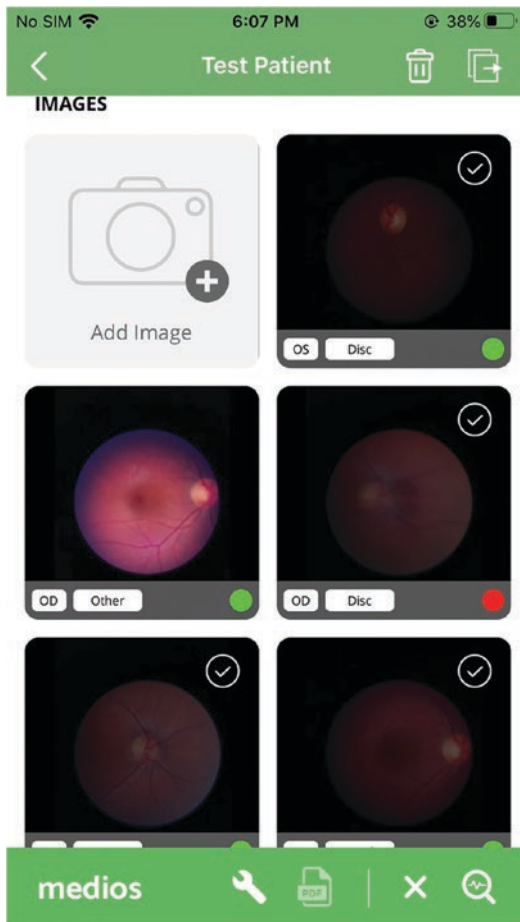 No SIM 6:07 PM 38%
Test Patient
IMAGES
Add Image
OS Disc
OD Other
OD Disc
medios PDF